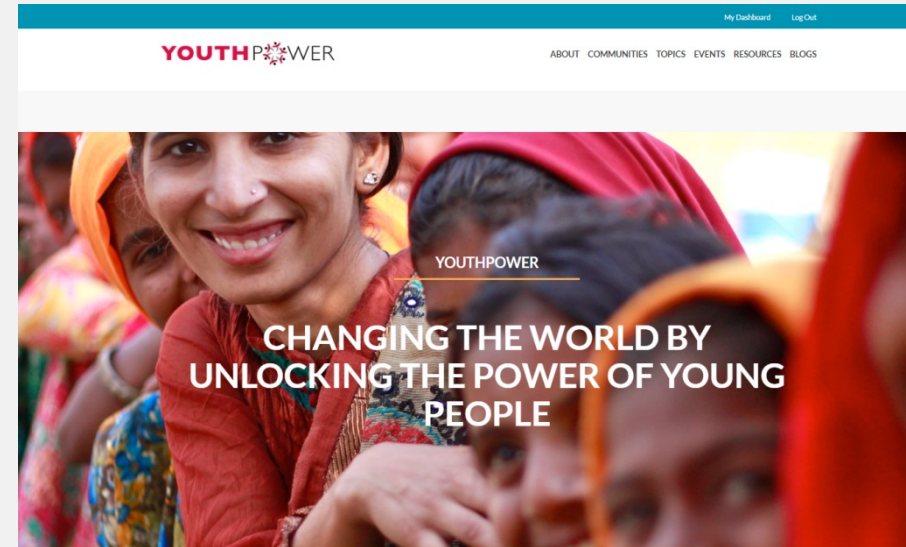 My Dashboard Log Out
YOUTHPOWER
ABOUT COMMUNITIES TOPICS EVENTS RESOURCES BLOGS
YOUTHPOWER
CHANGING THE WORLD BY
UNLOCKING THE POWER OF YOUNG
PEOPLE